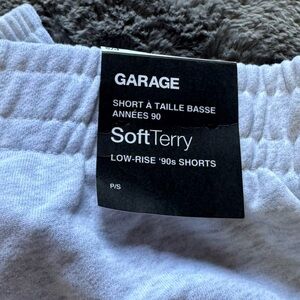 GARAGE
SHORT À TAILLE BASSE
ANNÉES 90
SoftTerry
LOW-RISE '90s SHORTS
P/S